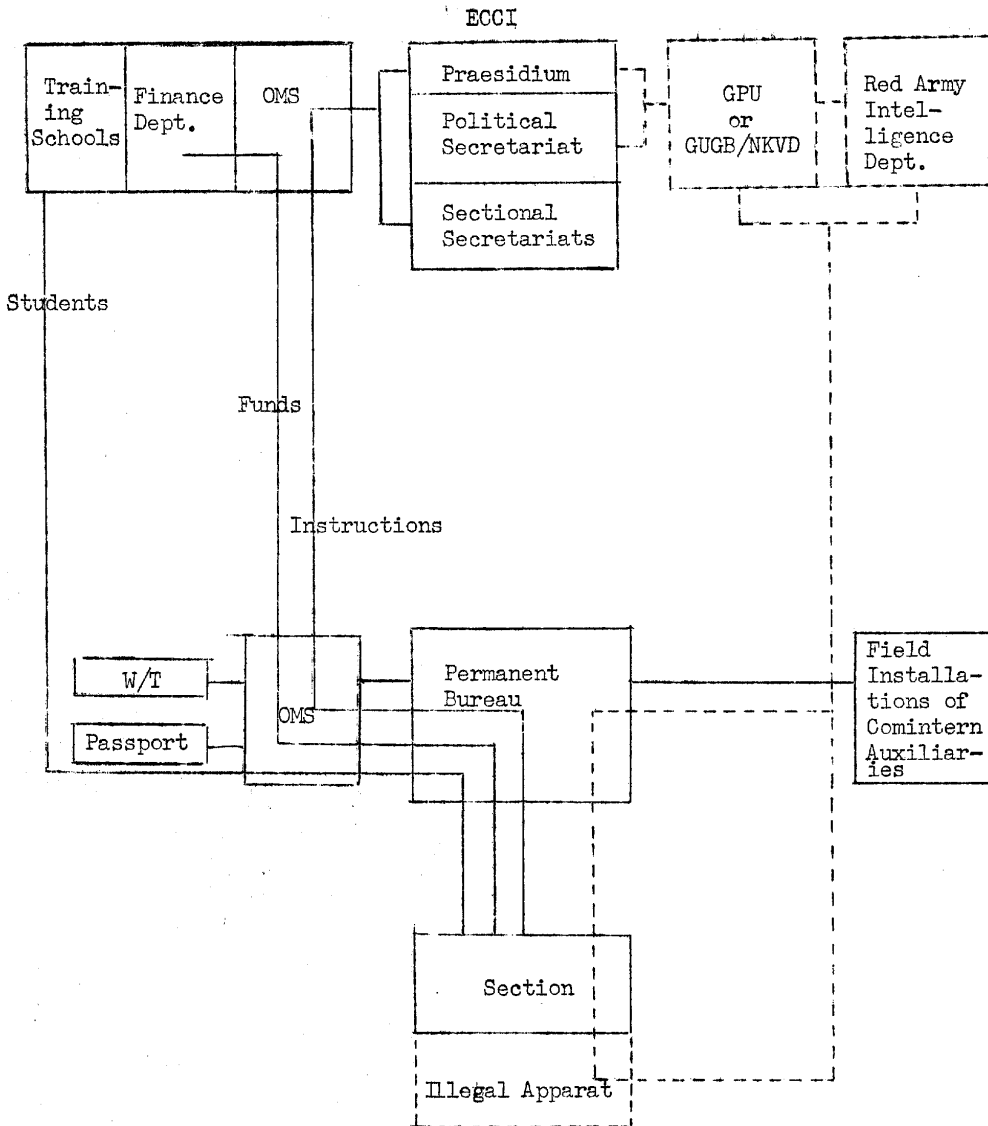 ECCI
Train-
ing
Schools
Finance
Dept.
OMS
Praesidium
Political
Secretariat
Sectional
Secretariats
GPU
or
GUGB/NKVD
Red Army
Intel-
ligence
Dept.
Students
Funds
Instructions
W/T
Passport
OMS
Permanent
Bureau
Field
Installa-
tions of
Comintern
Auxiliar-
ies
Section
Illegal Apparat